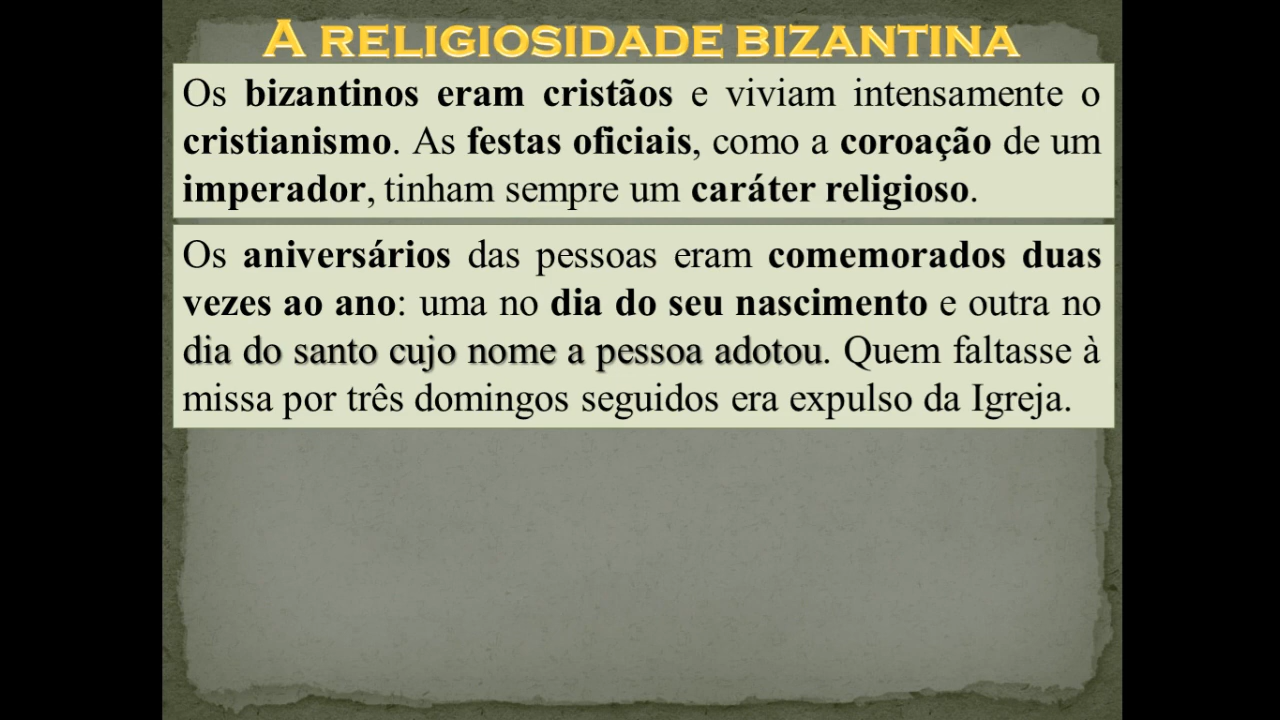 A RELIGIOSIDADE BIZANTINA
Os bizantinos eram cristãos e viviam intensamente o
cristianismo. As festas oficiais, como a coroação de um
imperador, tinham sempre um caráter religioso.
Os aniversários das pessoas eram comemorados duas
vezes ao ano: uma no dia do seu nascimento e outra no
dia do santo cujo nome a pessoa adotou. Quem faltasse à
missa por três domingos seguidos era expulso da Igreja.